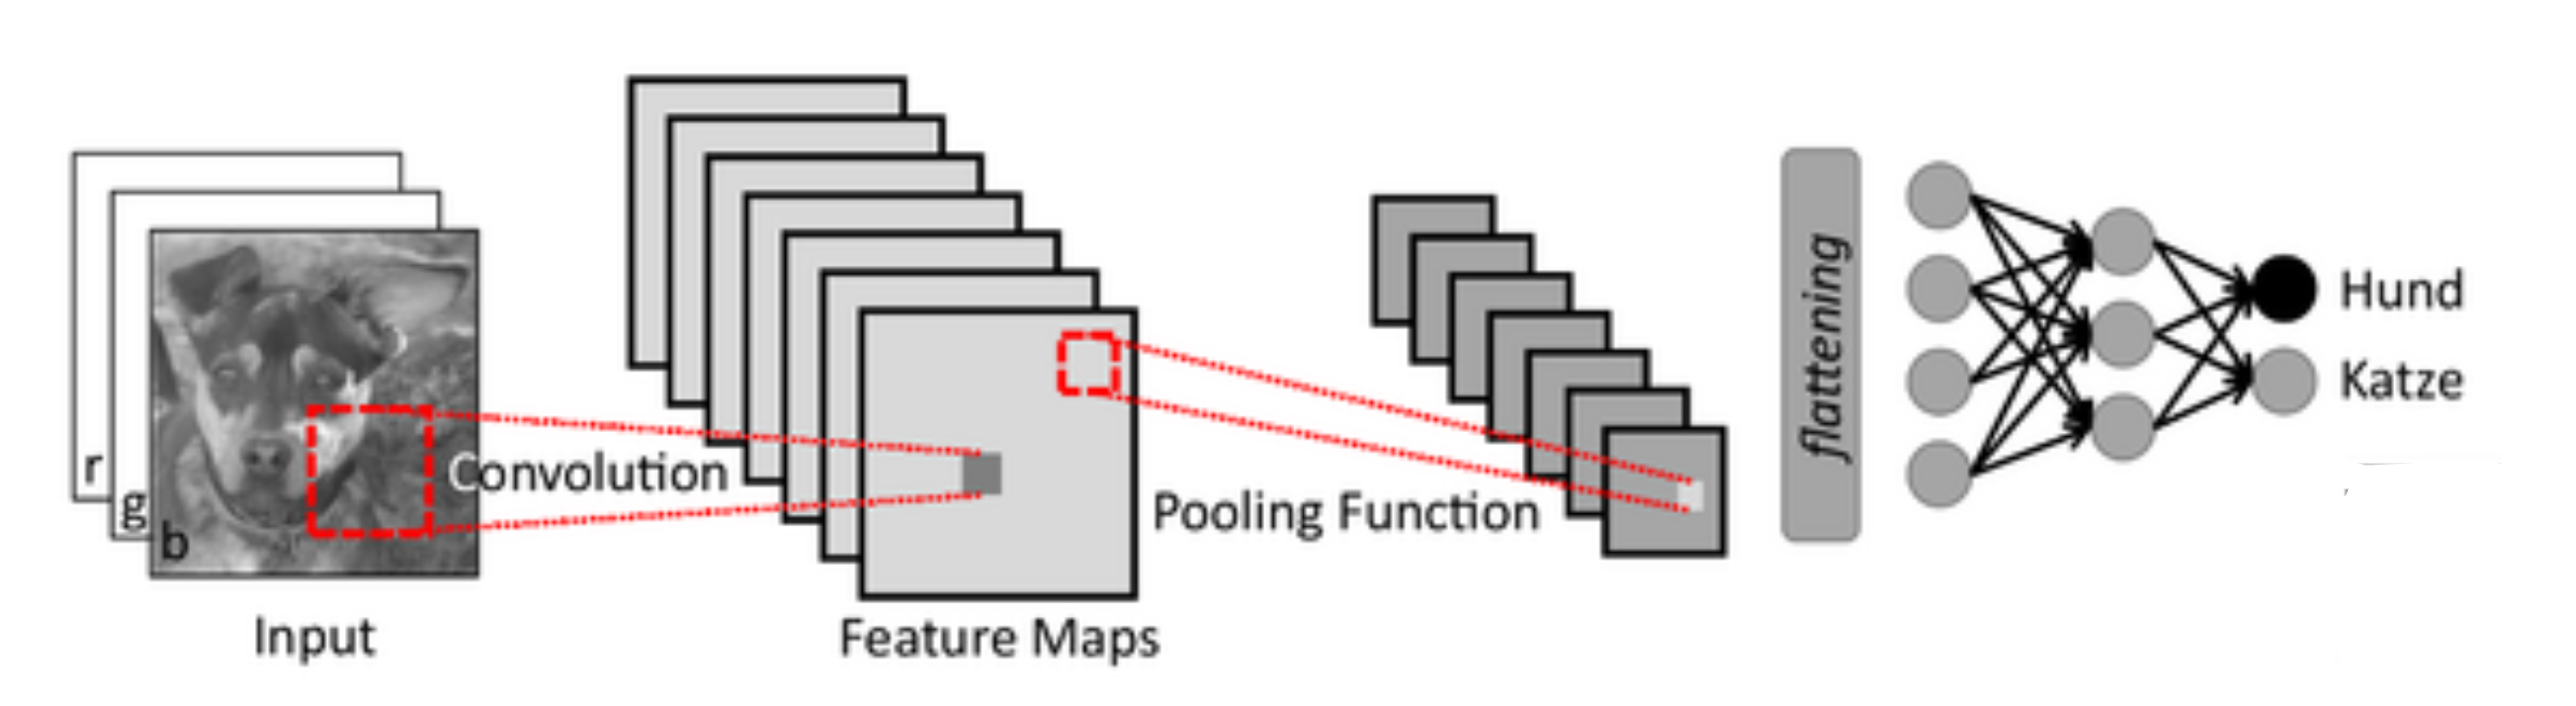 r
g
b
Input
Convolution
Feature Maps
Pooling Function
flattening
Hund
Katze